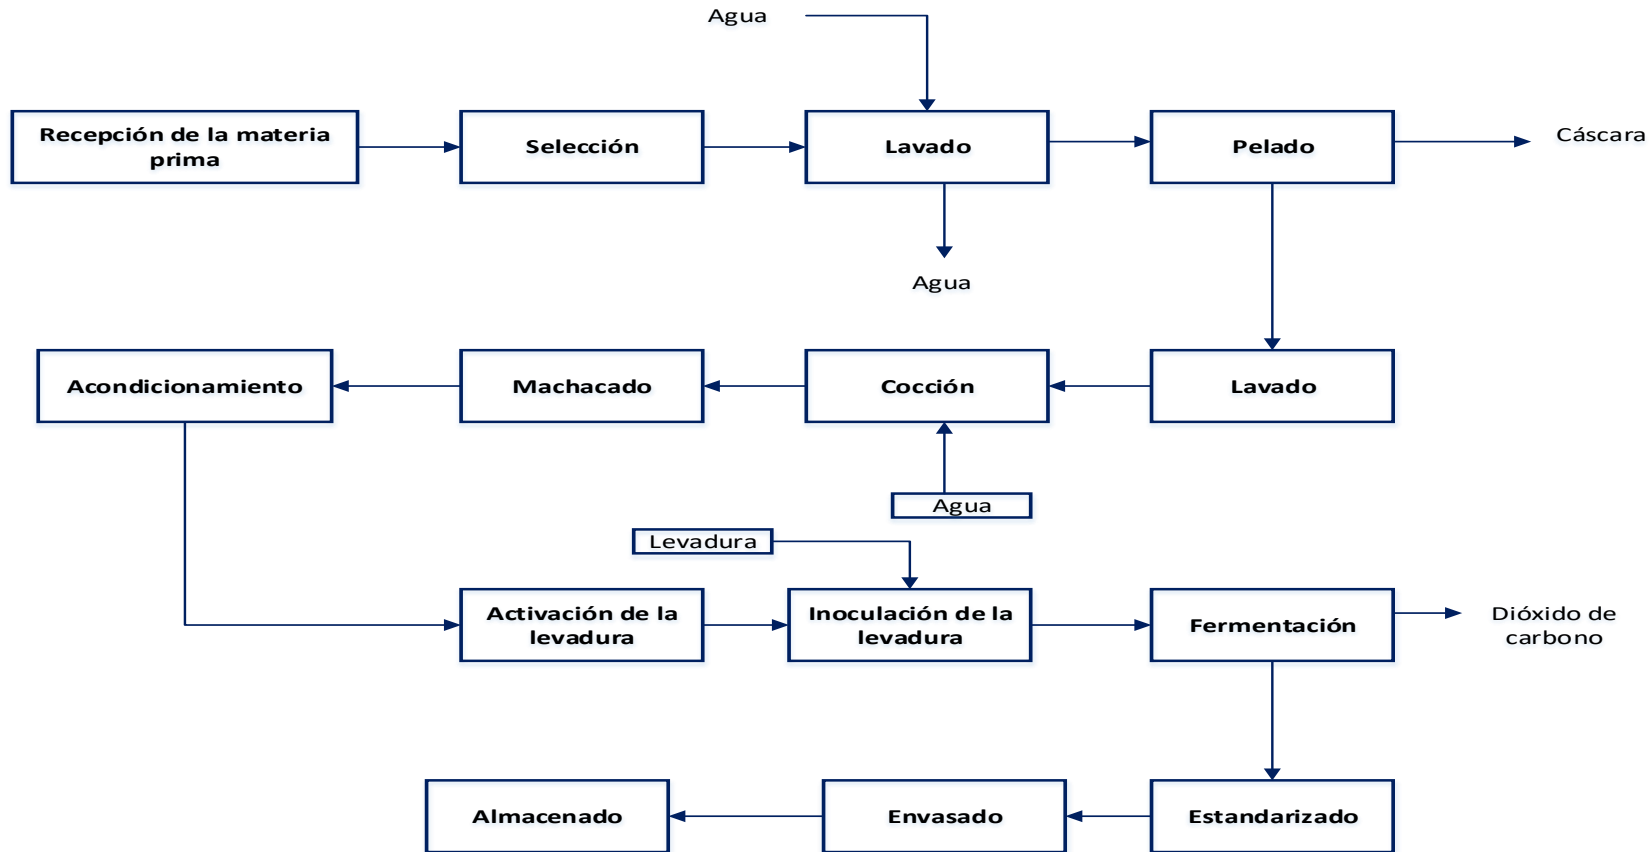 Agua
Recepción de la materia
prima
Selección
Lavado
Pelado
Cáscara
Agua
Acondicionamiento
Machacado
Cocción
Lavado
Agua
Levadura
Activación de la
levadura
Inoculación de la
levadura
Fermentación
Dióxido de
carbono
Almacenado
Envasado
Estandarizado